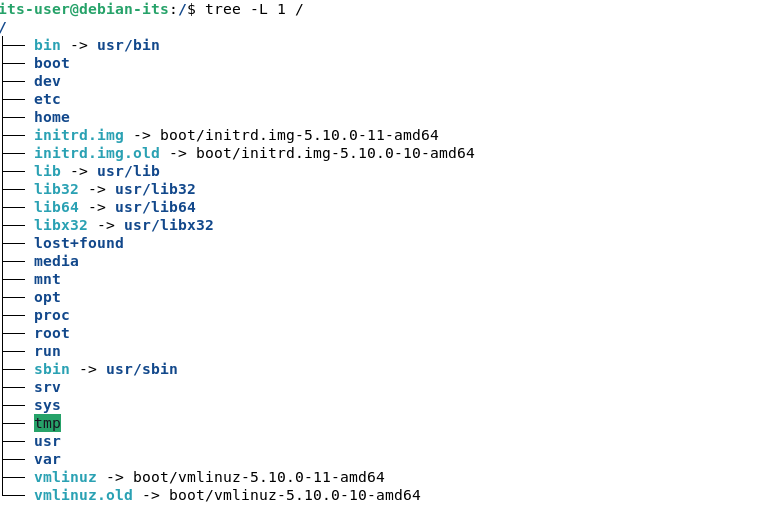 its-user@debian-its:/$ tree -L 1 /
/
├── bin -> usr/bin
├── boot
├── dev
├── etc
├── home
├── initrd.img -> boot/initrd.img-5.10.0-11-amd64
├── initrd.img.old -> boot/initrd.img-5.10.0-10-amd64
├── lib -> usr/lib
├── lib32 -> usr/lib32
├── lib64 -> usr/lib64
├── libx32 -> usr/libx32
├── lost+found
├── media
├── mnt
├── opt
├── proc
├── root
├── run
├── sbin -> usr/sbin
├── srv
├── sys
├── tmp
├── usr
├── var
├── vmlinuz -> boot/vmlinuz-5.10.0-11-amd64
└── vmlinuz.old -> boot/vmlinuz-5.10.0-10-amd64